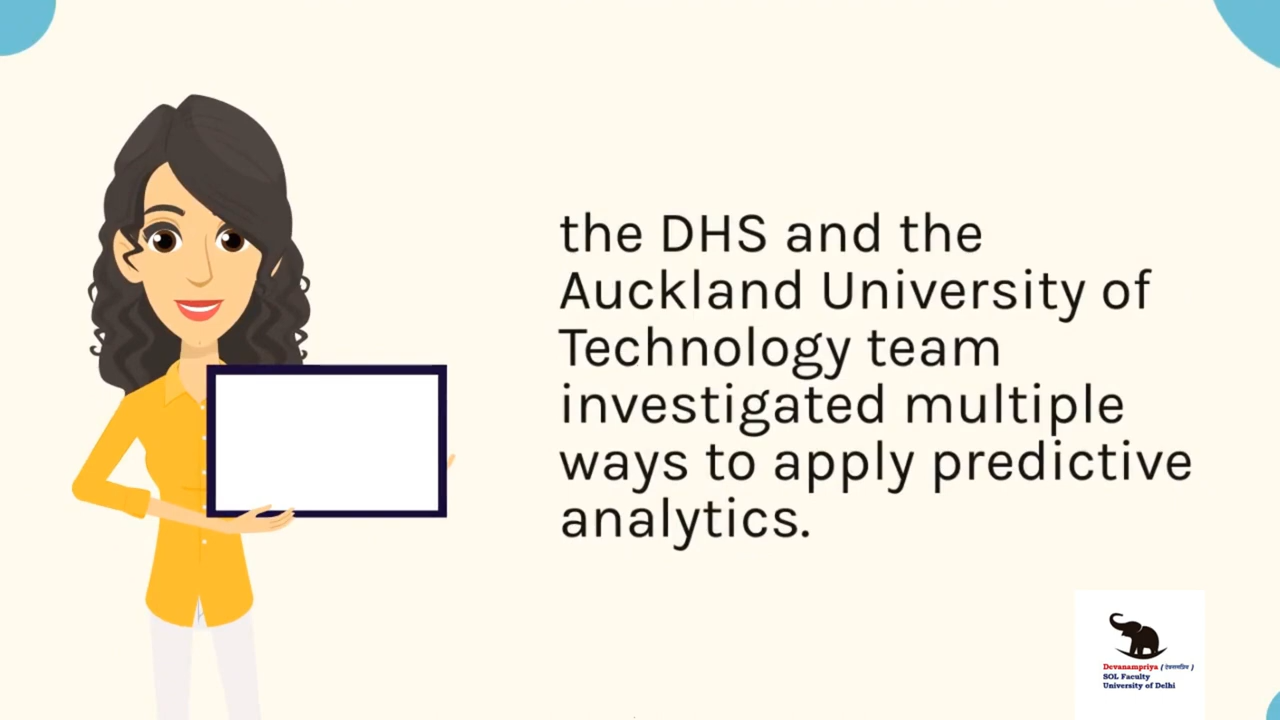 the DHS and the
Auckland University of
Technology team
investigated multiple
ways to apply predictive
analytics.
Devanampriya ( देवानामप्रिय )
SOL Faculty
University of Delhi